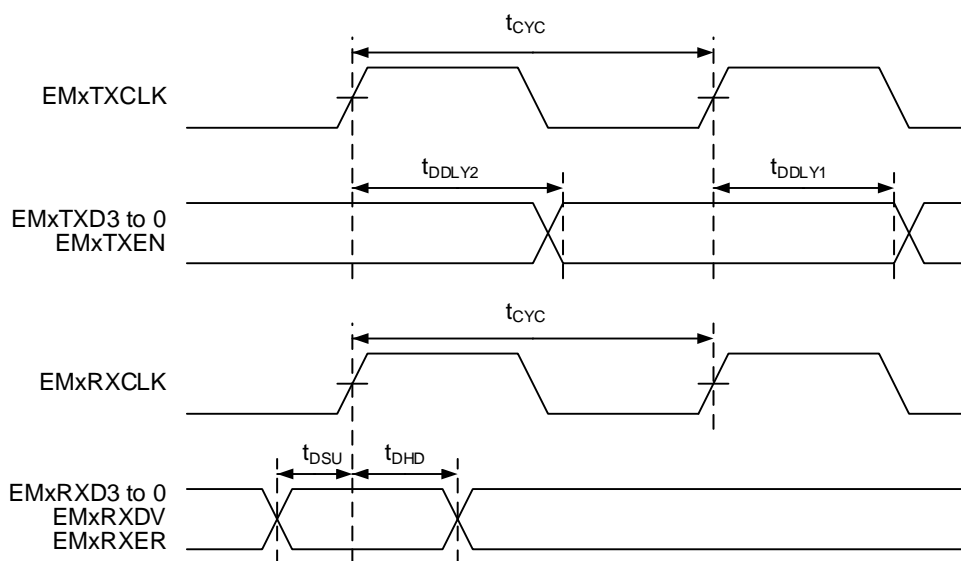 tCYC
EMxTXCLK
tDDLY2
tDDLY1
EMxTXD3 to 0
EMxTXEN
tCYC
EMxRXCLK
tDSU
tDHD
EMxRXD3 to 0
EMxRXDV
EMxRXER